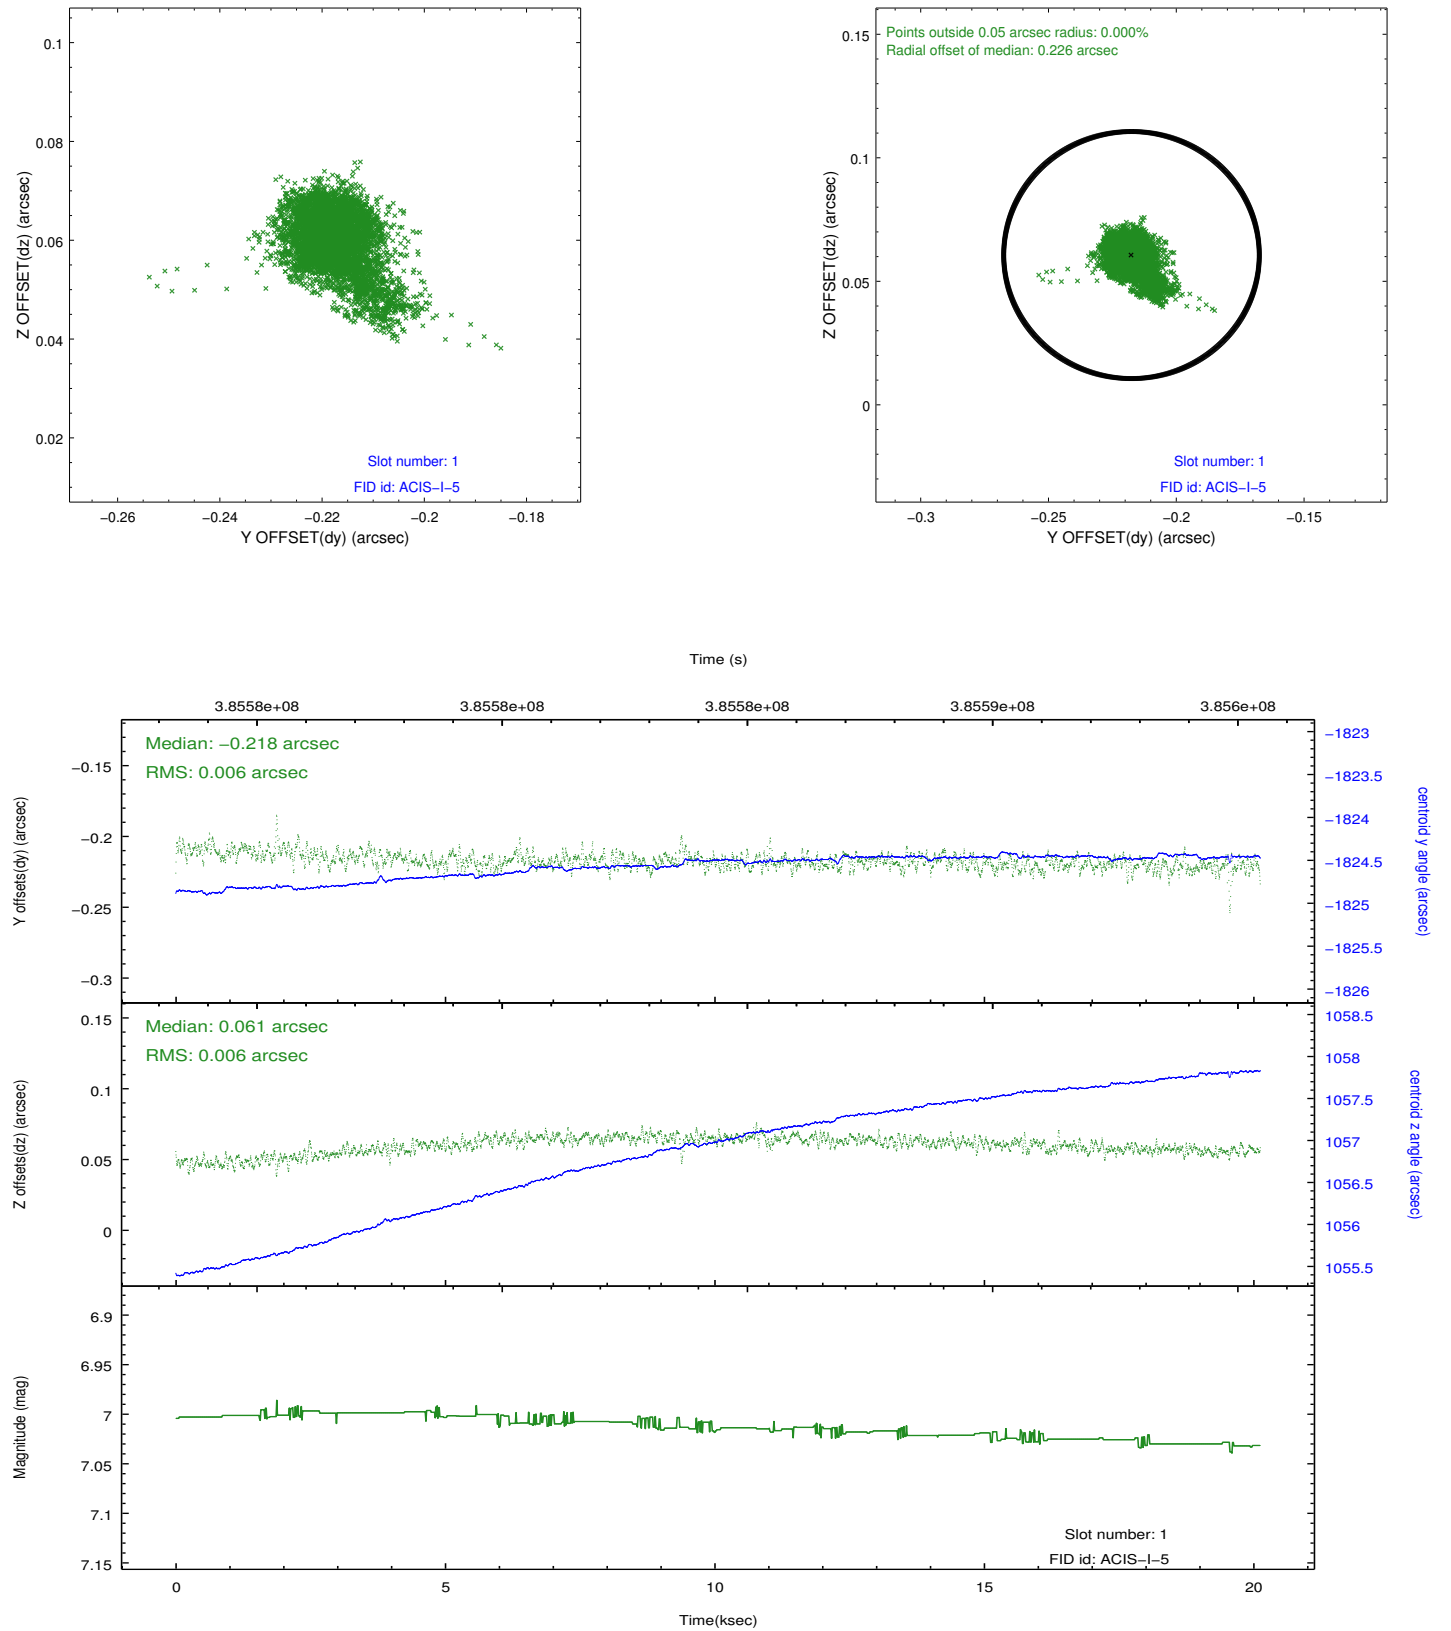 0.1
0.08
0.06
0.04
0.02
Z OFFSET(dz) (arcsec)
Slot number: 1
FID id: ACIS−I−5
−0.26 −0.24 −0.22 −0.2 −0.18
Y OFFSET(dy) (arcsec)
Points outside 0.05 arcsec radius: 0.000%
Radial offset of median: 0.226 arcsec
0.15
0.1
0.05
0
Z OFFSET(dz) (arcsec)
Slot number: 1
FID id: ACIS−I−5
−0.3 −0.25 −0.2 −0.15
Y OFFSET(dy) (arcsec)
Time (s)
3.8558e+08 3.8558e+08 3.8558e+08 3.8559e+08 3.856e+08
Median: −0.218 arcsec
RMS: 0.006 arcsec
−0.15
−0.2
−0.25
−0.3
Y offsets(dy) (arcsec)
−1823
−1823.5
−1824
−1824.5
−1825
−1825.5
−1826
centroid y angle (arcsec)
Median: 0.061 arcsec
RMS: 0.006 arcsec
0.15
0.1
0.05
0
Z offsets(dz) (arcsec)
1058.5
1058
1057.5
1057
1056.5
1056
1055.5
centroid z angle (arcsec)
6.9
6.95
7
7.05
7.1
7.15
Magnitude (mag)
Slot number: 1
FID id: ACIS−I−5
0 5 10 15 20
Time(ksec)